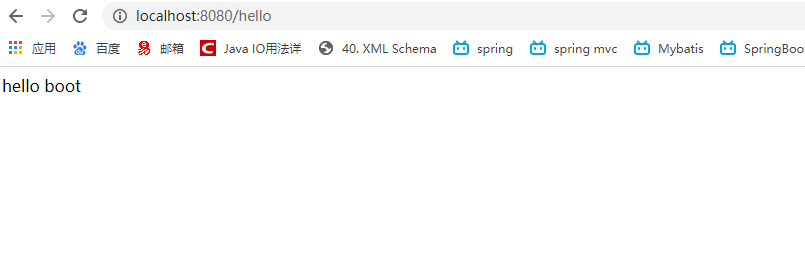 localhost:8080/hello
应用 百度 邮箱 Java IO用法详 40. XML Schema spring spring mvc Mybatis SpringBoot
hello boot